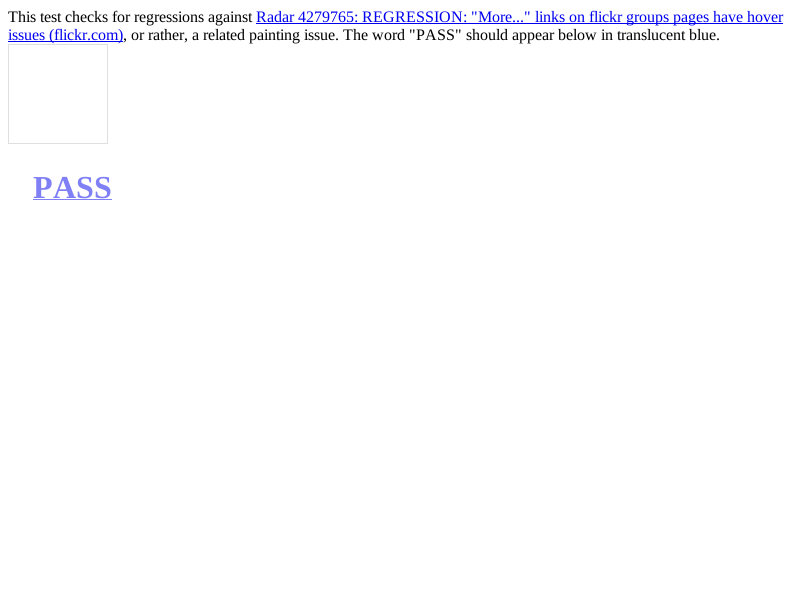 This test checks for regressions against Radar 4279765: REGRESSION: "More..." links on flickr groups pages have hover
issues (flickr.com), or rather, a related painting issue. The word "PASS" should appear below in translucent blue.
PASS